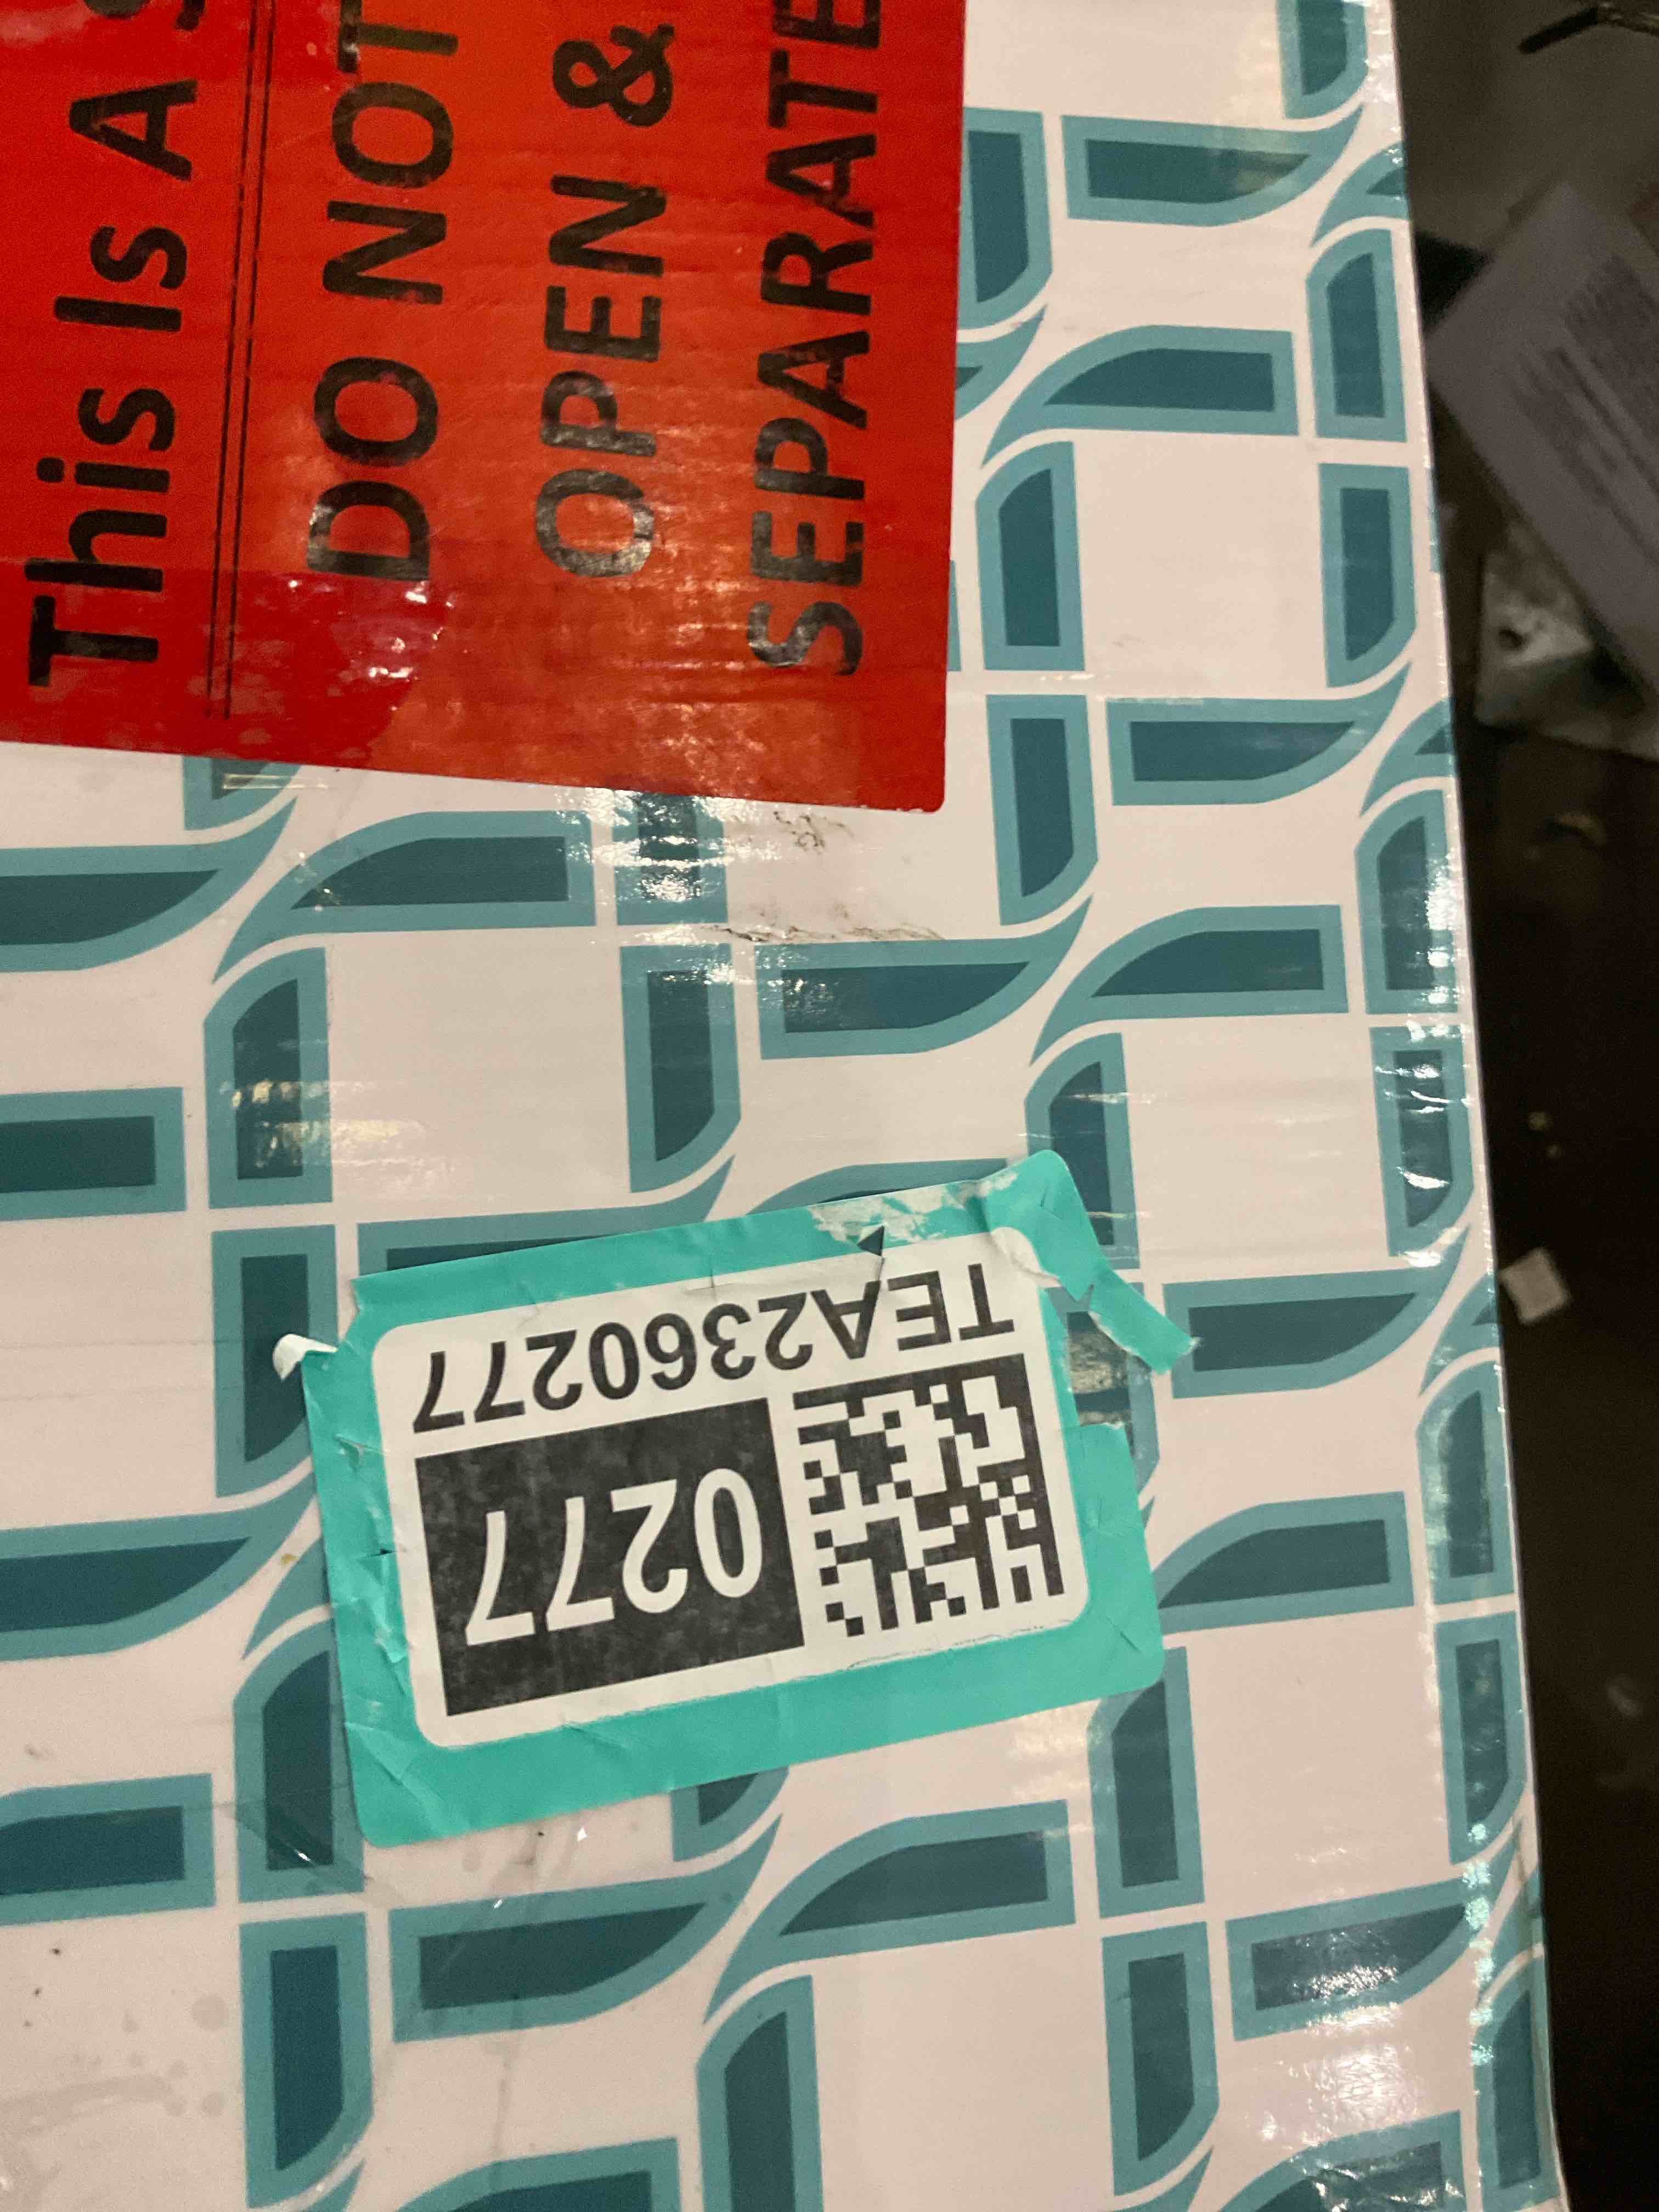 This Is A
DO NOT
OPEN &
SEPARATE
TEA2360277
0277